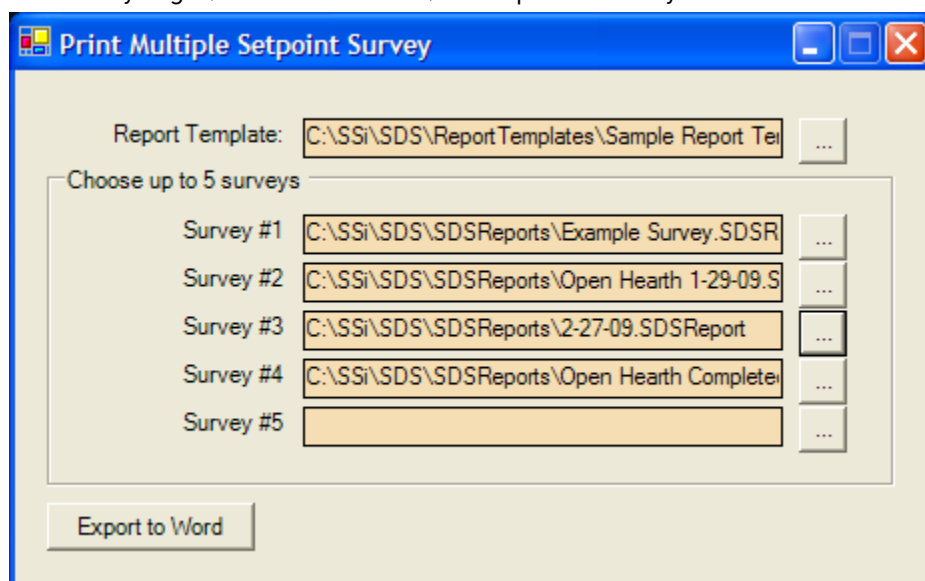 Print Multiple Setpoint Survey
Report Template: C:\SSi\SDS\ReportTemplates\Sample Report Te ...
Choose up to 5 surveys
Survey #1 C:\SSi\SDS\SDSReports\Example Survey.SDSR ...
Survey #2 C:\SSi\SDS\SDSReports\Open Hearth 1-29-09.S ...
Survey #3 C:\SSi\SDS\SDSReports\2-27-09.SDSReport ...
Survey #4 C:\SSi\SDS\SDSReports\Open Hearth Complete ...
Survey #5 ...
Export to Word